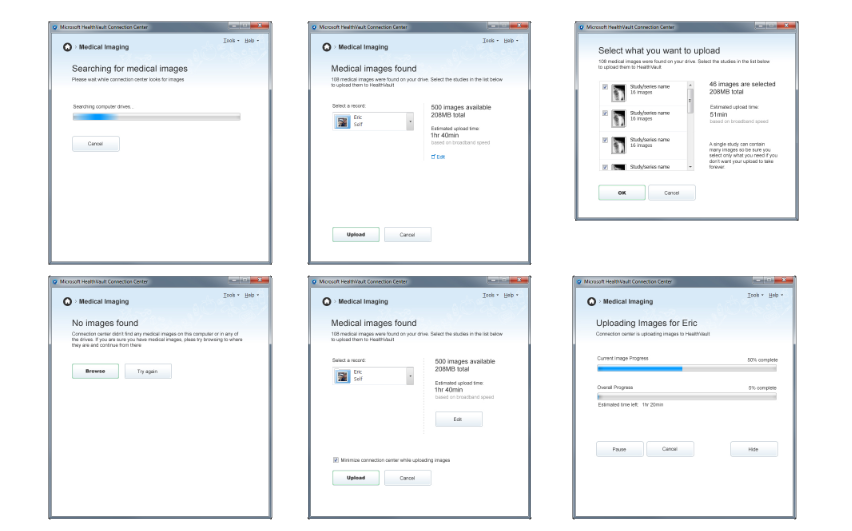 Microsoft HealthVault Connection Center
Tools Help
Medical Imaging
Searching for medical images
Please wait while connection center looks for images
Searching computer drives...
Cancel
Microsoft HealthVault Connection Center
Tools Help
Medical Imaging
Medical images found
108 medical images were found on your drive. Select the studies in the list below
to upload them to HealthVault
Select a record:
Eric
Self
500 images available
208MB total
Estimated upload time:
1hr 40min
based on broadband speed
Edit
Upload Cancel
Microsoft HealthVault Connection Center
Select what you want to
upload
108 medical images were found on your drive. Select the studies in the list below
to upload them to HealthVault
Study/series name
16 images
Study/series name
16 images
Study/series name
16 images
Study/series name
46 images are selected
208MB total
Estimated upload time:
51min
based on broadband speed
A single study can contain
many images so be sure you
select only what you need if you
don't want your upload to take
forever
OK Cancel
Microsoft HealthVault Connection Center
Tools Help
Medical Imaging
No images found
Connection center didn't find any medical images on this computer or in any of
the drives. If you are sure you have medical images, please try browsing to where
they are and continue from there
Browse Try again
Microsoft HealthVault Connection Center
Tools Help
Medical Imaging
Medical images found
108 medical images were found on your drive. Select the studies in the list below
to upload them to HealthVault
Select a record:
Eric
Self
500 images available
208MB total
Estimated upload time:
1hr 40min
based on broadband speed
Edit
Minimize connection center while uploading images
Upload Cancel
Microsoft HealthVault Connection Center
Tools Help
Medical Imaging
Uploading Images for Eric
Connection center is uploading images to HealthVault
Current Image Progress
50% complete
Overall Progress
5% complete
Estimated time left: 1hr 20min
Pause Cancel Hide